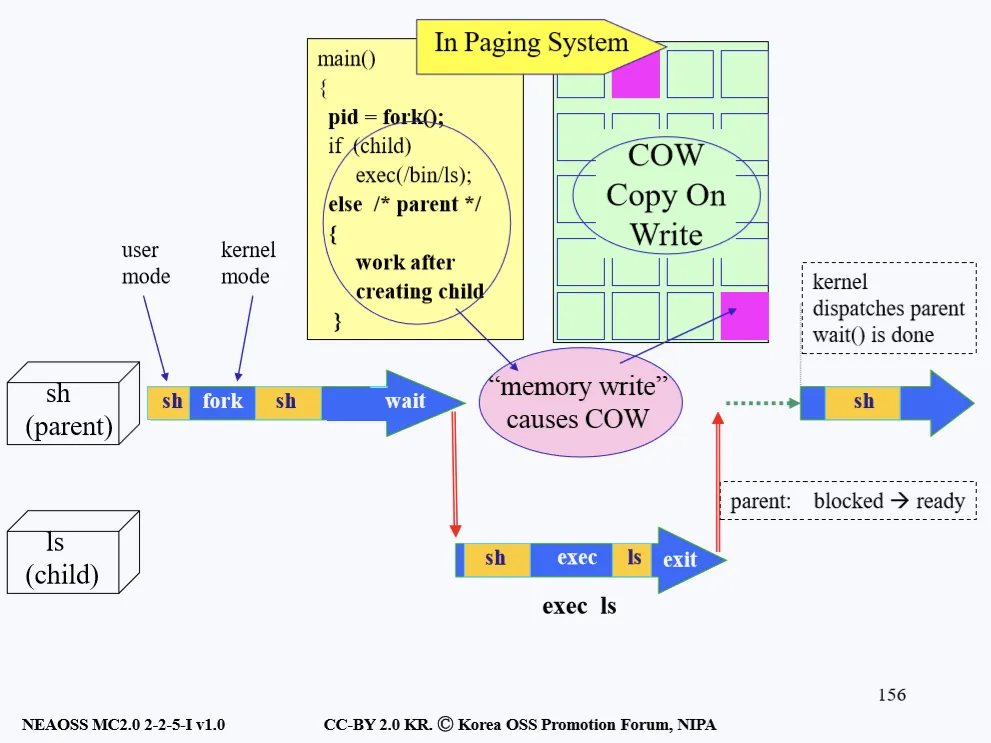 In Paging System
main()
{
pid = fork();
if (child)
exec(/bin/ls);
else /* parent */
{
work after
creating child
}
COW
Copy On
Write
user
mode
kernel
mode
kernel
dispatches parent
wait() is done
sh
(parent)
sh fork sh wait
"memory write"
causes COW
sh
parent: blocked → ready
ls
(child)
sh exec ls exit
exec ls
156
NEAOSS MC2.0 2-2-5-I v1.0 CC-BY 2.0 KR. Ⓒ Korea OSS Promotion Forum, NIPA